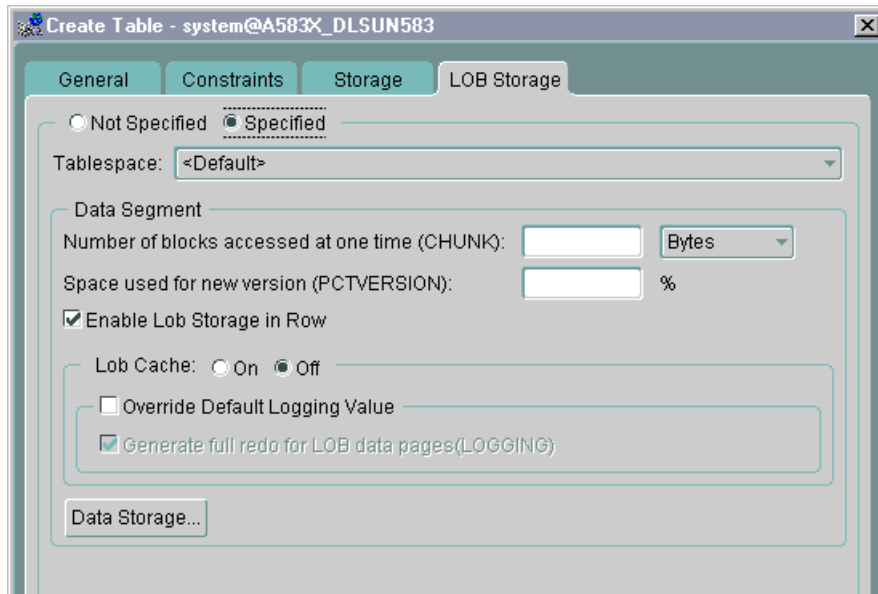 Create Table - system@A583X_DLSUN583
General Constraints Storage LOB Storage
Not Specified Specified
Tablespace: <Default>
Data Segment
Number of blocks accessed at one time (CHUNK): Bytes
Space used for new version (PCTVERSION): %
Enable Lob Storage in Row
Lob Cache: On Off
Override Default Logging Value
Generate full redo for LOB data pages(LOGGING)
Data Storage...